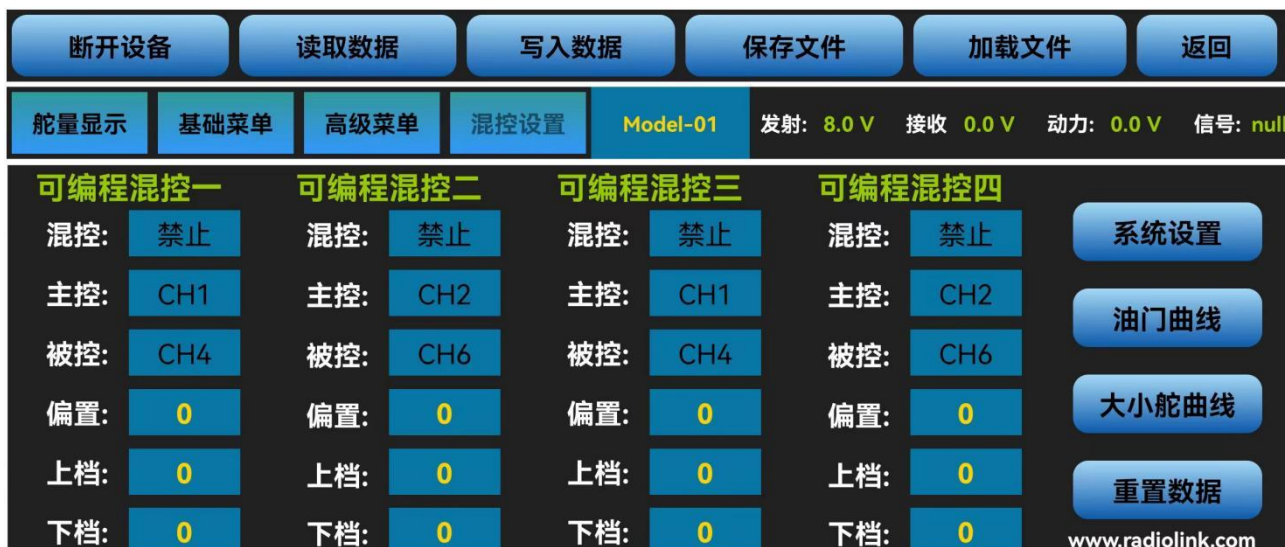 断开设备 读取数据 写入数据 保存文件 加载文件 返回
舵量显示 基础菜单 高级菜单 混控设置 Model-01 发射: 8.0 V 接收 0.0 V 动力: 0.0 V 信号: null
可编程混控一 可编程混控二 可编程混控三 可编程混控四
混控: 禁止 混控: 禁止 混控: 禁止 混控: 禁止 系统设置
主控: CH1 主控: CH2 主控: CH1 主控: CH2 油门曲线
被控: CH4 被控: CH6 被控: CH4 被控: CH6
偏置: 0 偏置: 0 偏置: 0 偏置: 0 大小舵曲线
上档: 0 上档: 0 上档: 0 上档: 0 重置数据
下档: 0 下档: 0 下档: 0 下档: 0 www.radiolink.com